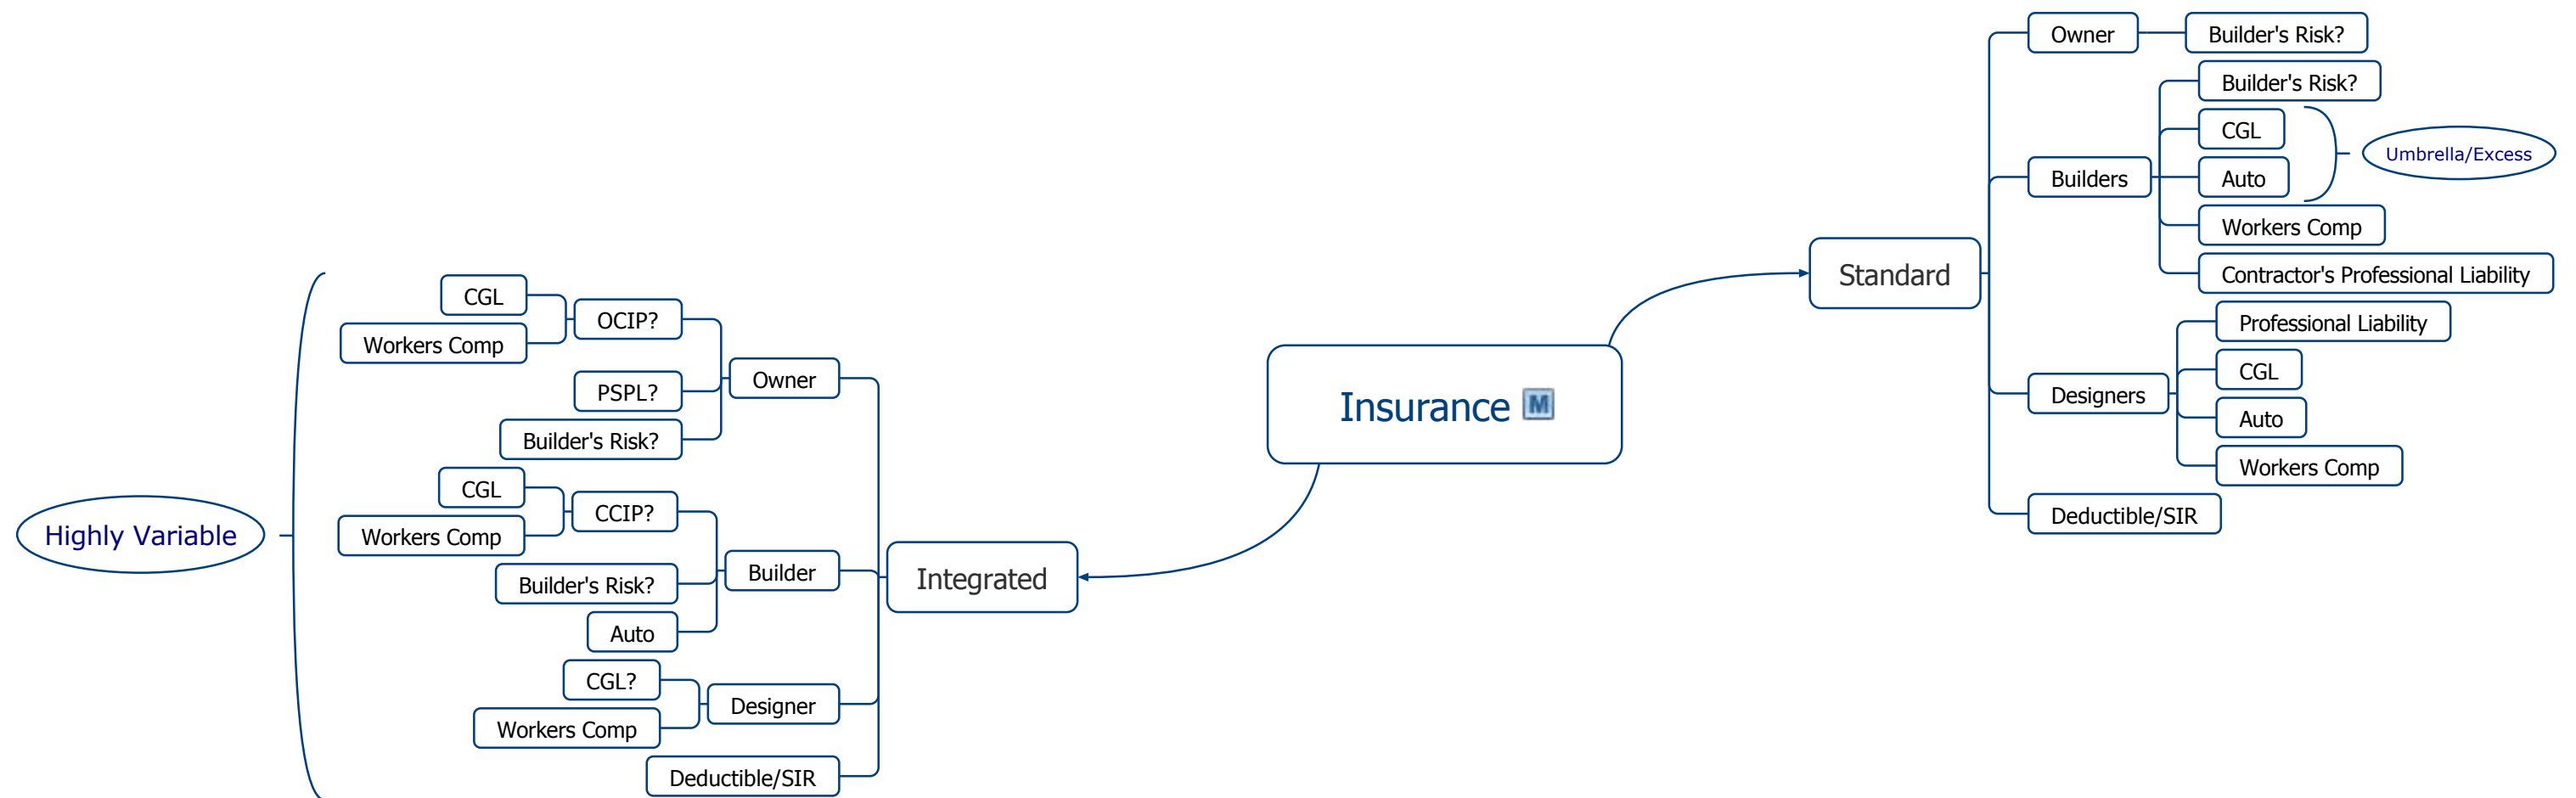 Insurance M
Standard
Owner
Builder's Risk?
Builders
Builder's Risk?
CGL
Auto
Umbrella/Excess
Workers Comp
Contractor's Professional Liability
Designers
Professional Liability
CGL
Auto
Workers Comp
Deductible/SIR
Integrated
Owner
OCIP?
CGL
Workers Comp
PSPL?
Builder's Risk?
Builder
CCIP?
CGL
Workers Comp
Builder's Risk?
Auto
Designer
CGL?
Workers Comp
Deductible/SIR
Highly Variable